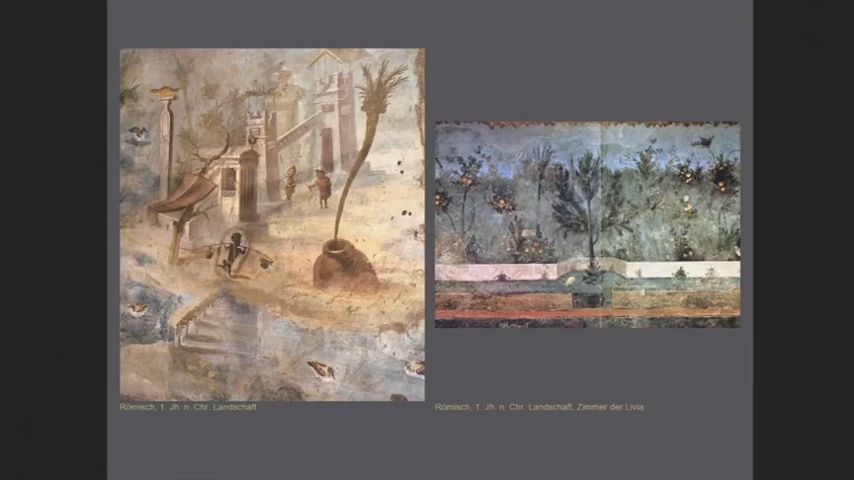 Römisch, 1. Jh. n. Chr. Landschaft
Römisch, 1. Jh. n. Chr. Landschaft, Zimmer der Livia